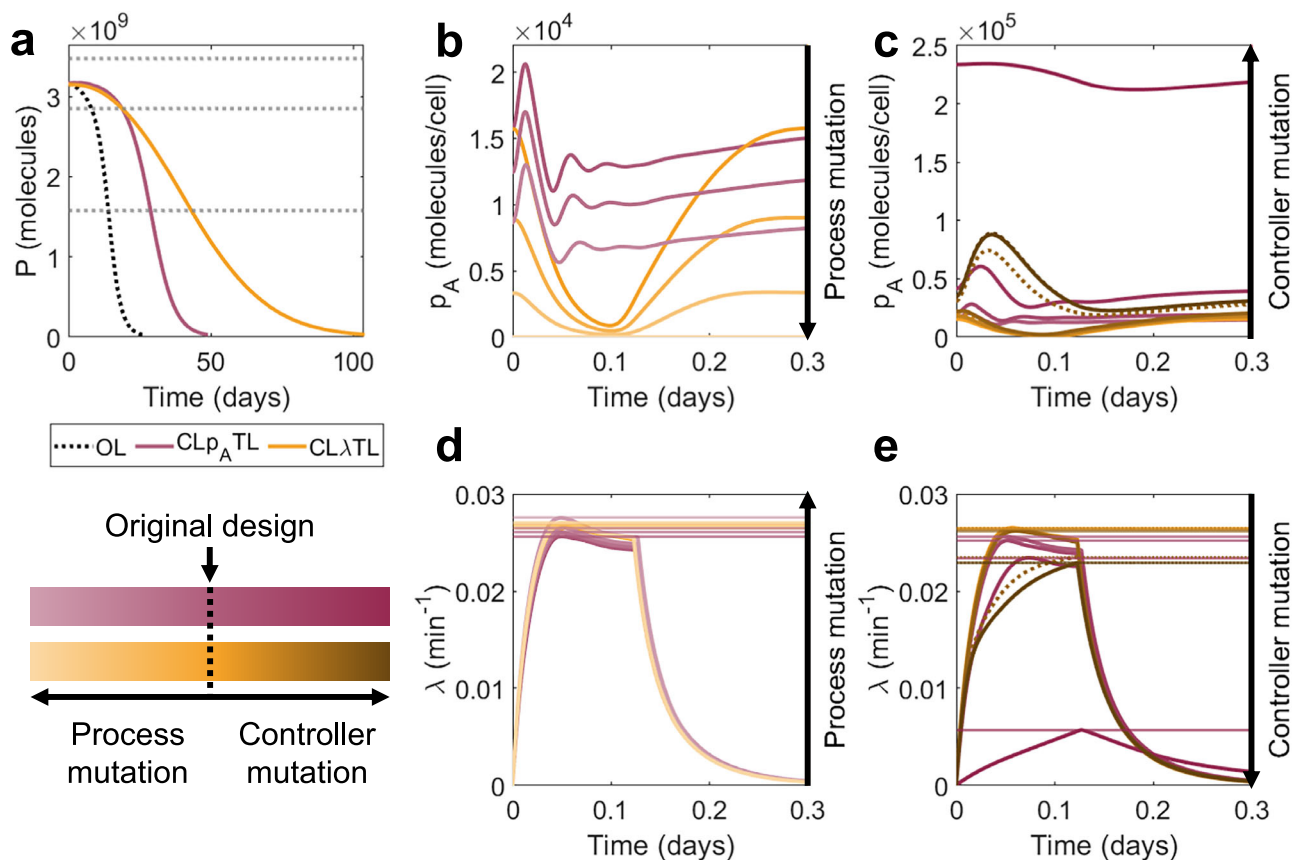 a
×10⁹
3
2
1
0
P (molecules)
0
50
100
Time (days)
OL
CLpATL
CLλTL
b
×10⁴
2
1.5
1
0.5
0
pA (molecules/cell)
0
0.1
0.2
0.3
Time (days)
Process mutation
c
×10⁵
2.5
2
1.5
1
0.5
0
pA (molecules/cell)
0
0.1
0.2
0.3
Time (days)
Controller mutation
Original design
Process
mutation
Controller
mutation
d
0.03
0.02
0.01
0
λ (min⁻¹)
0
0.1
0.2
0.3
Time (days)
Process mutation
e
0.03
0.02
0.01
0
λ (min⁻¹)
0
0.1
0.2
0.3
Time (days)
Controller mutation